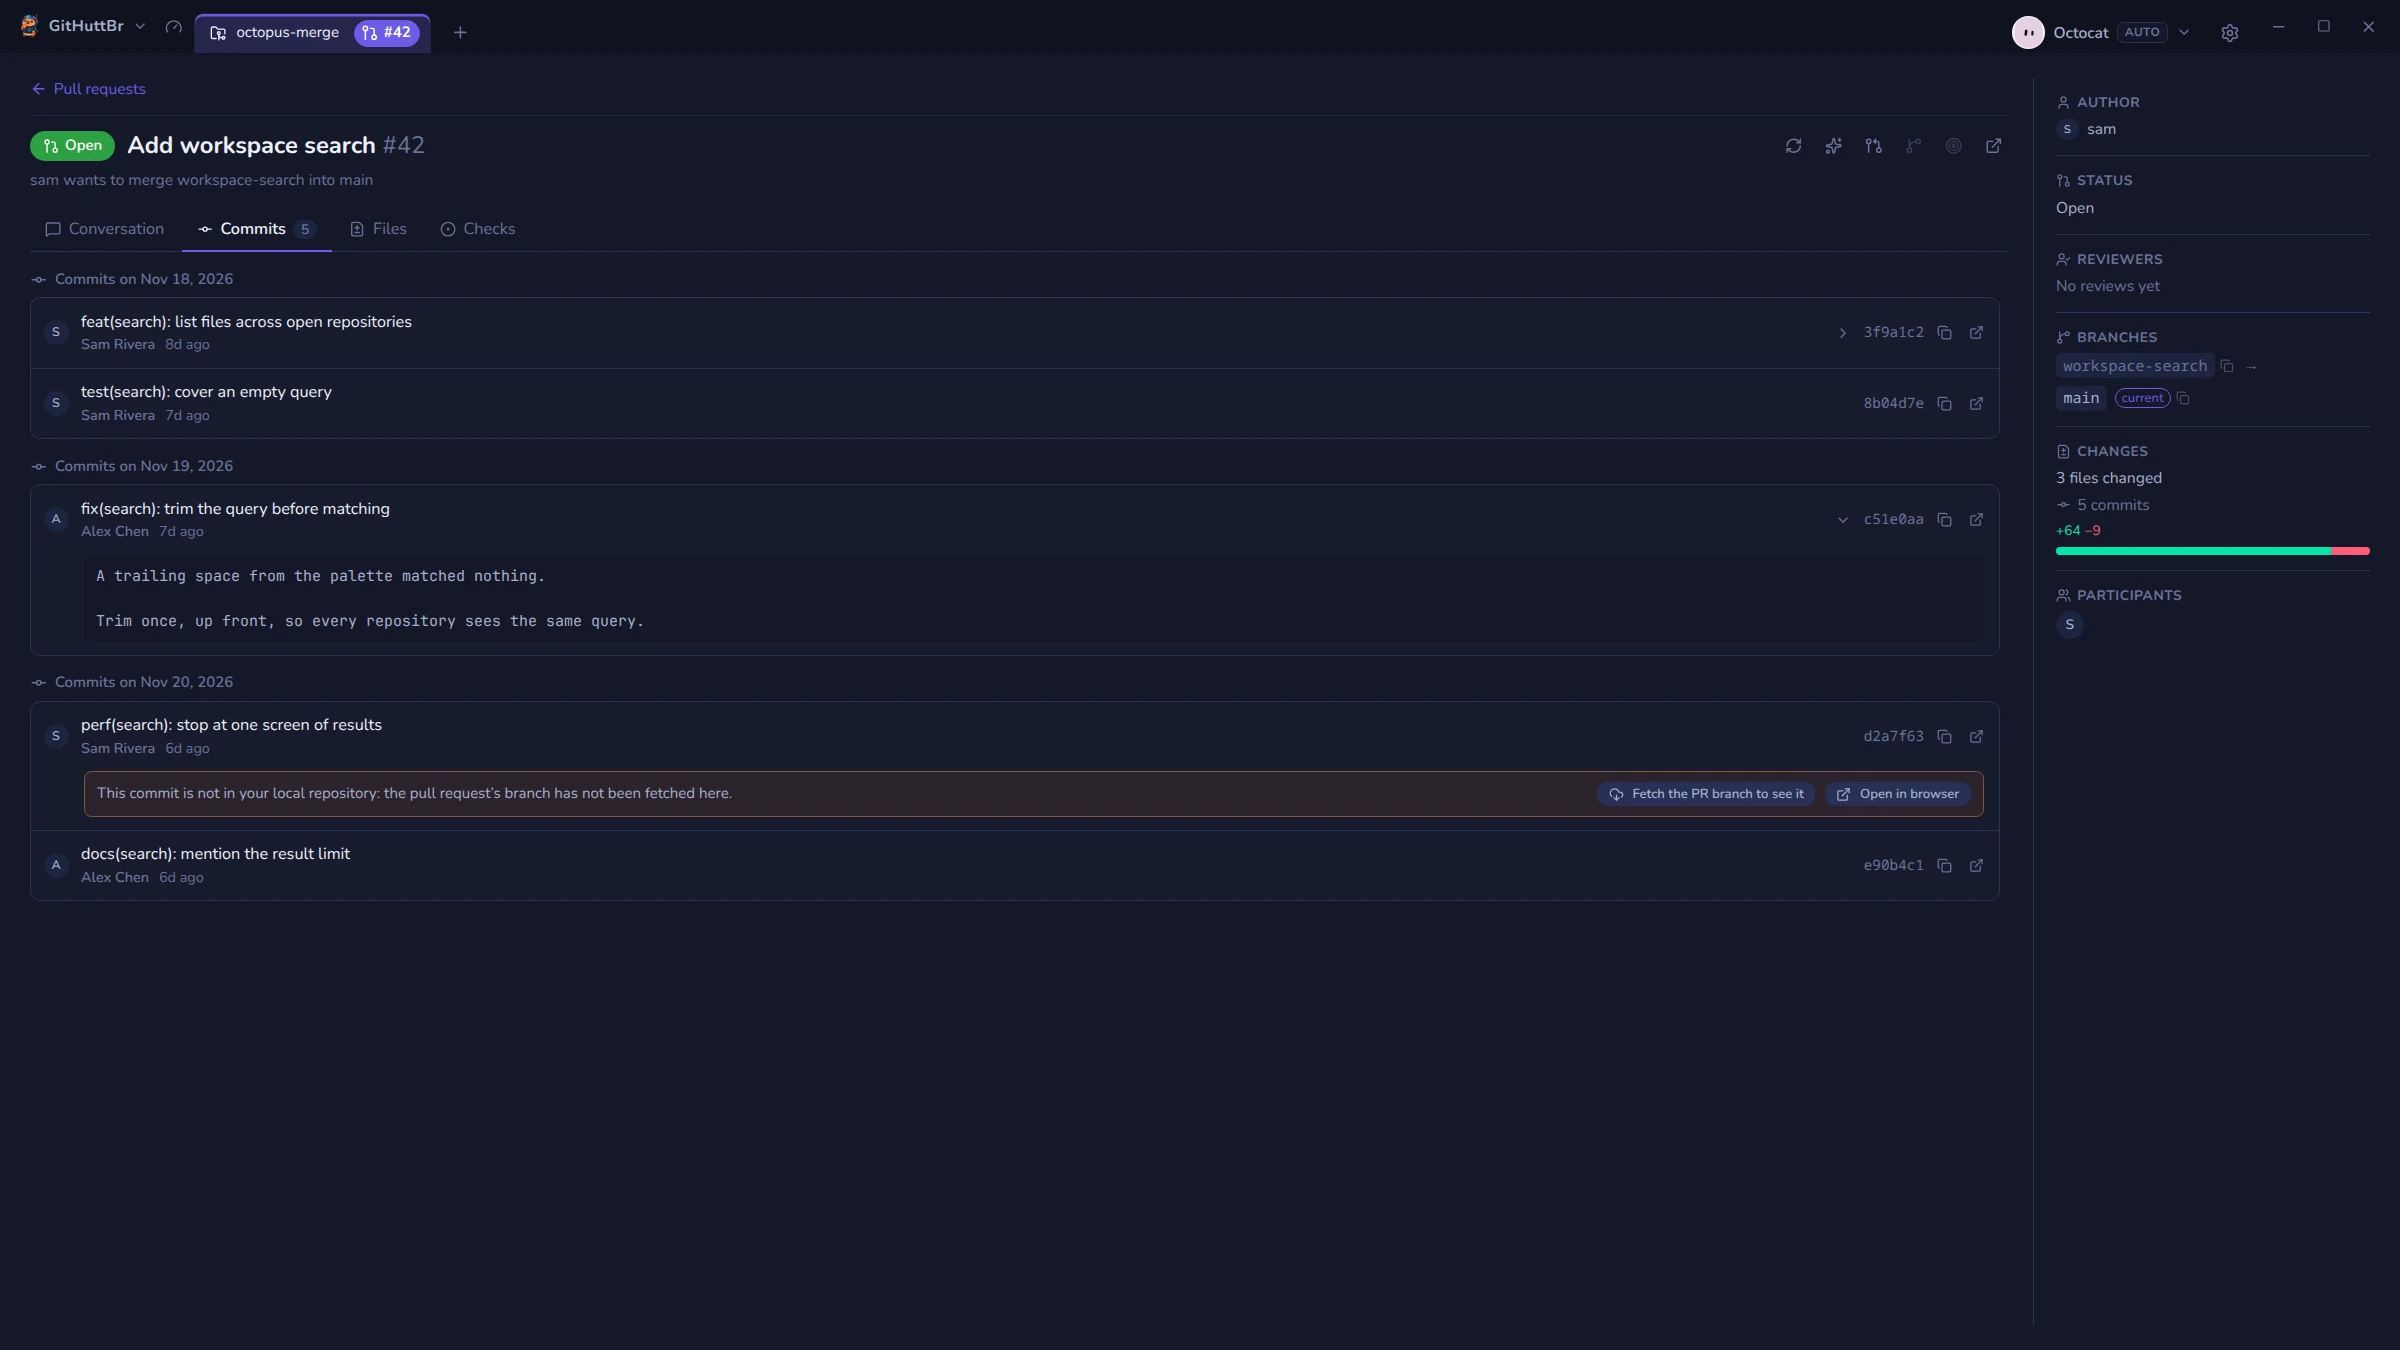 GitHuttBr
octopus-merge #42
Octocat AUTO
Pull requests
Open Add workspace search #42
sam wants to merge workspace-search into main
Conversation Commits 5 Files Checks
Commits on Nov 18, 2026
S
feat(search): list files across open repositories
Sam Rivera 8d ago
3f9a1c2
S
test(search): cover an empty query
Sam Rivera 7d ago
8b04d7e
Commits on Nov 19, 2026
A
fix(search): trim the query before matching
Alex Chen 7d ago
c51e0aa
A trailing space from the palette matched nothing.
Trim once, up front, so every repository sees the same query.
Commits on Nov 20, 2026
S
perf(search): stop at one screen of results
Sam Rivera 6d ago
d2a7f63
This commit is not in your local repository: the pull request’s branch has not been fetched here.
Fetch the PR branch to see it
Open in browser
A
docs(search): mention the result limit
Alex Chen 6d ago
e90b4c1
AUTHOR
S sam
STATUS
Open
REVIEWERS
No reviews yet
BRANCHES
workspace-search →
main current
CHANGES
3 files changed
5 commits
+64 −9
PARTICIPANTS
S